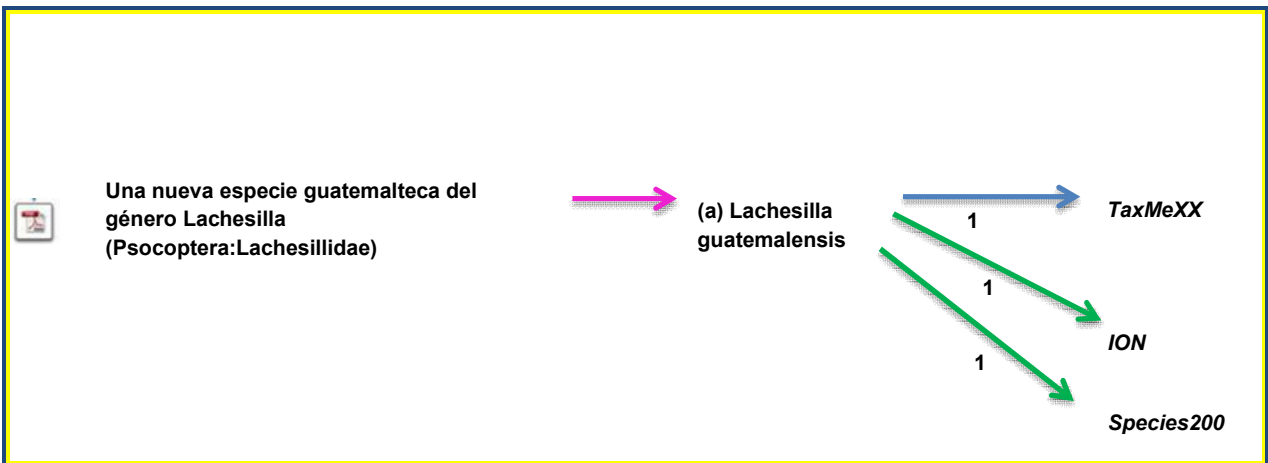 Una nueva especie guatemalteca del
género Lachesilla
(Psocoptera:Lachesillidae)
(a) Lachesilla
guatemalensis
1
TaxMeXX
1
ION
1
Species200